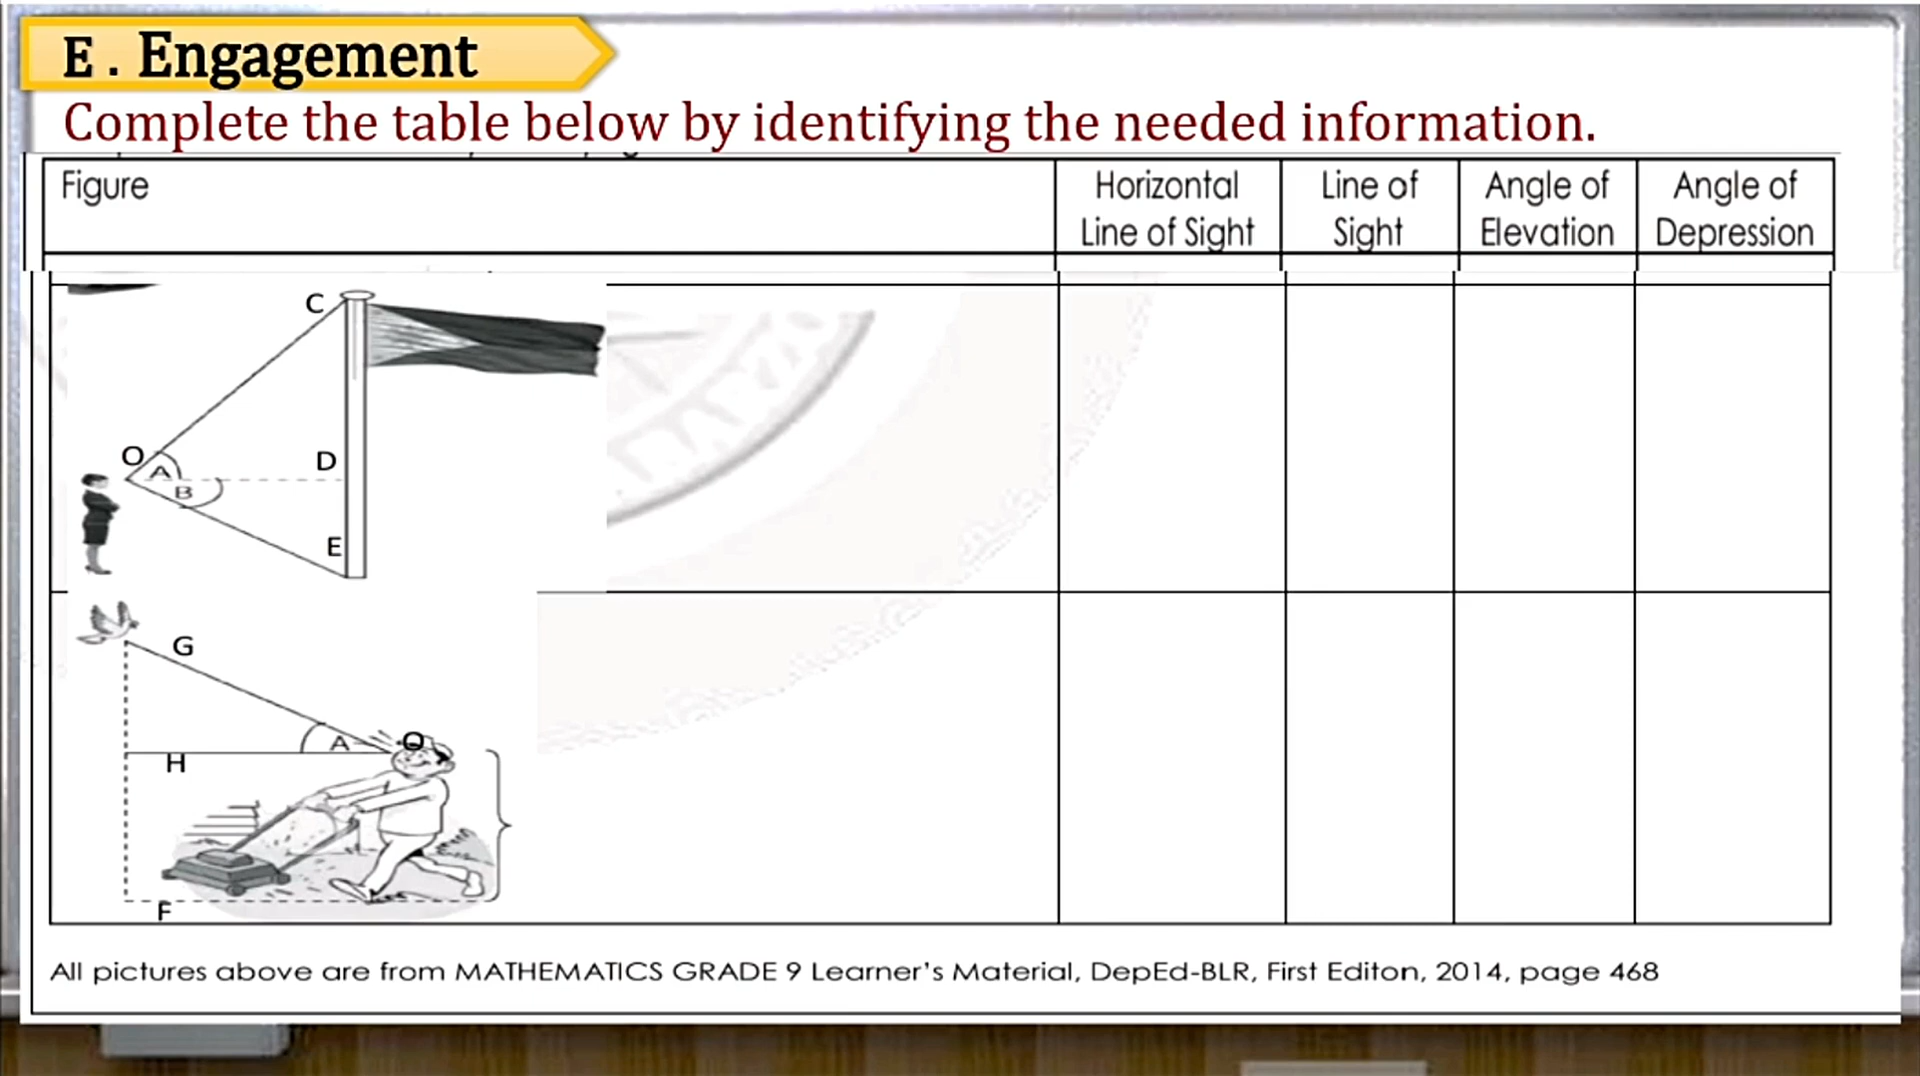 E . Engagement
Complete the table below by identifying the needed information.
Figure
Horizontal
Line of Sight
Line of
Sight
Angle of
Elevation
Angle of
Depression
C
O
A
D
B
E
G
A
O
H
F
All pictures above are from MATHEMATICS GRADE 9 Learner's Material, DepEd-BLR, First Editon, 2014, page 468